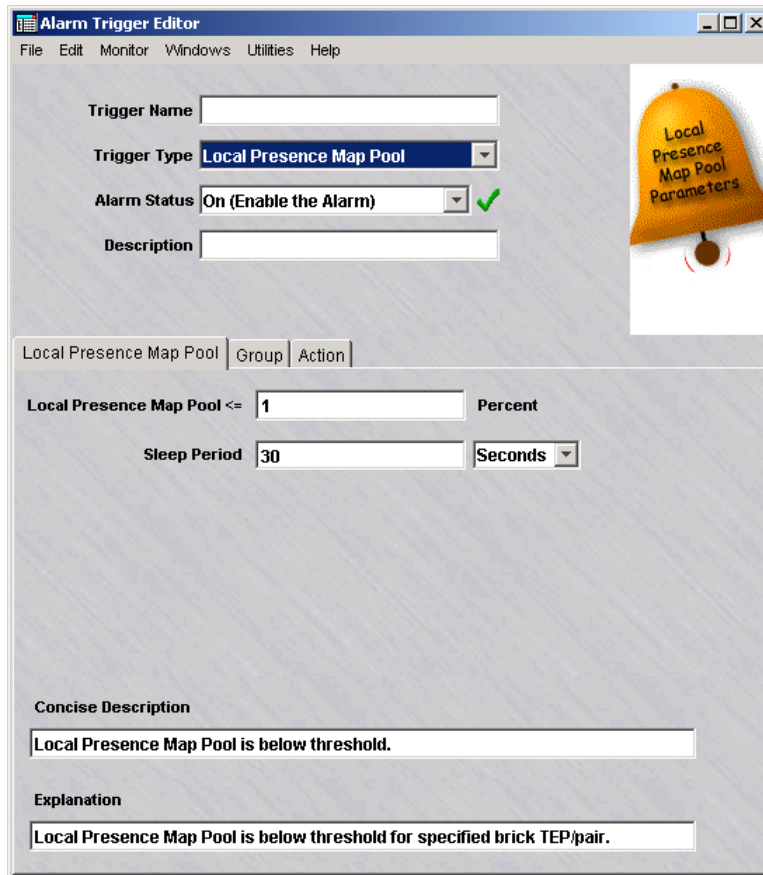 Alarm Trigger Editor
File Edit Monitor Windows Utilities Help
Trigger Name
Trigger Type Local Presence Map Pool
Alarm Status On (Enable the Alarm)
Description
Local
Presence
Map Pool
Parameters
Local Presence Map Pool Group Action
Local Presence Map Pool <= 1 Percent
Sleep Period 30 Seconds
Concise Description
Local Presence Map Pool is below threshold.
Explanation
Local Presence Map Pool is below threshold for specified brick TEP/pair.